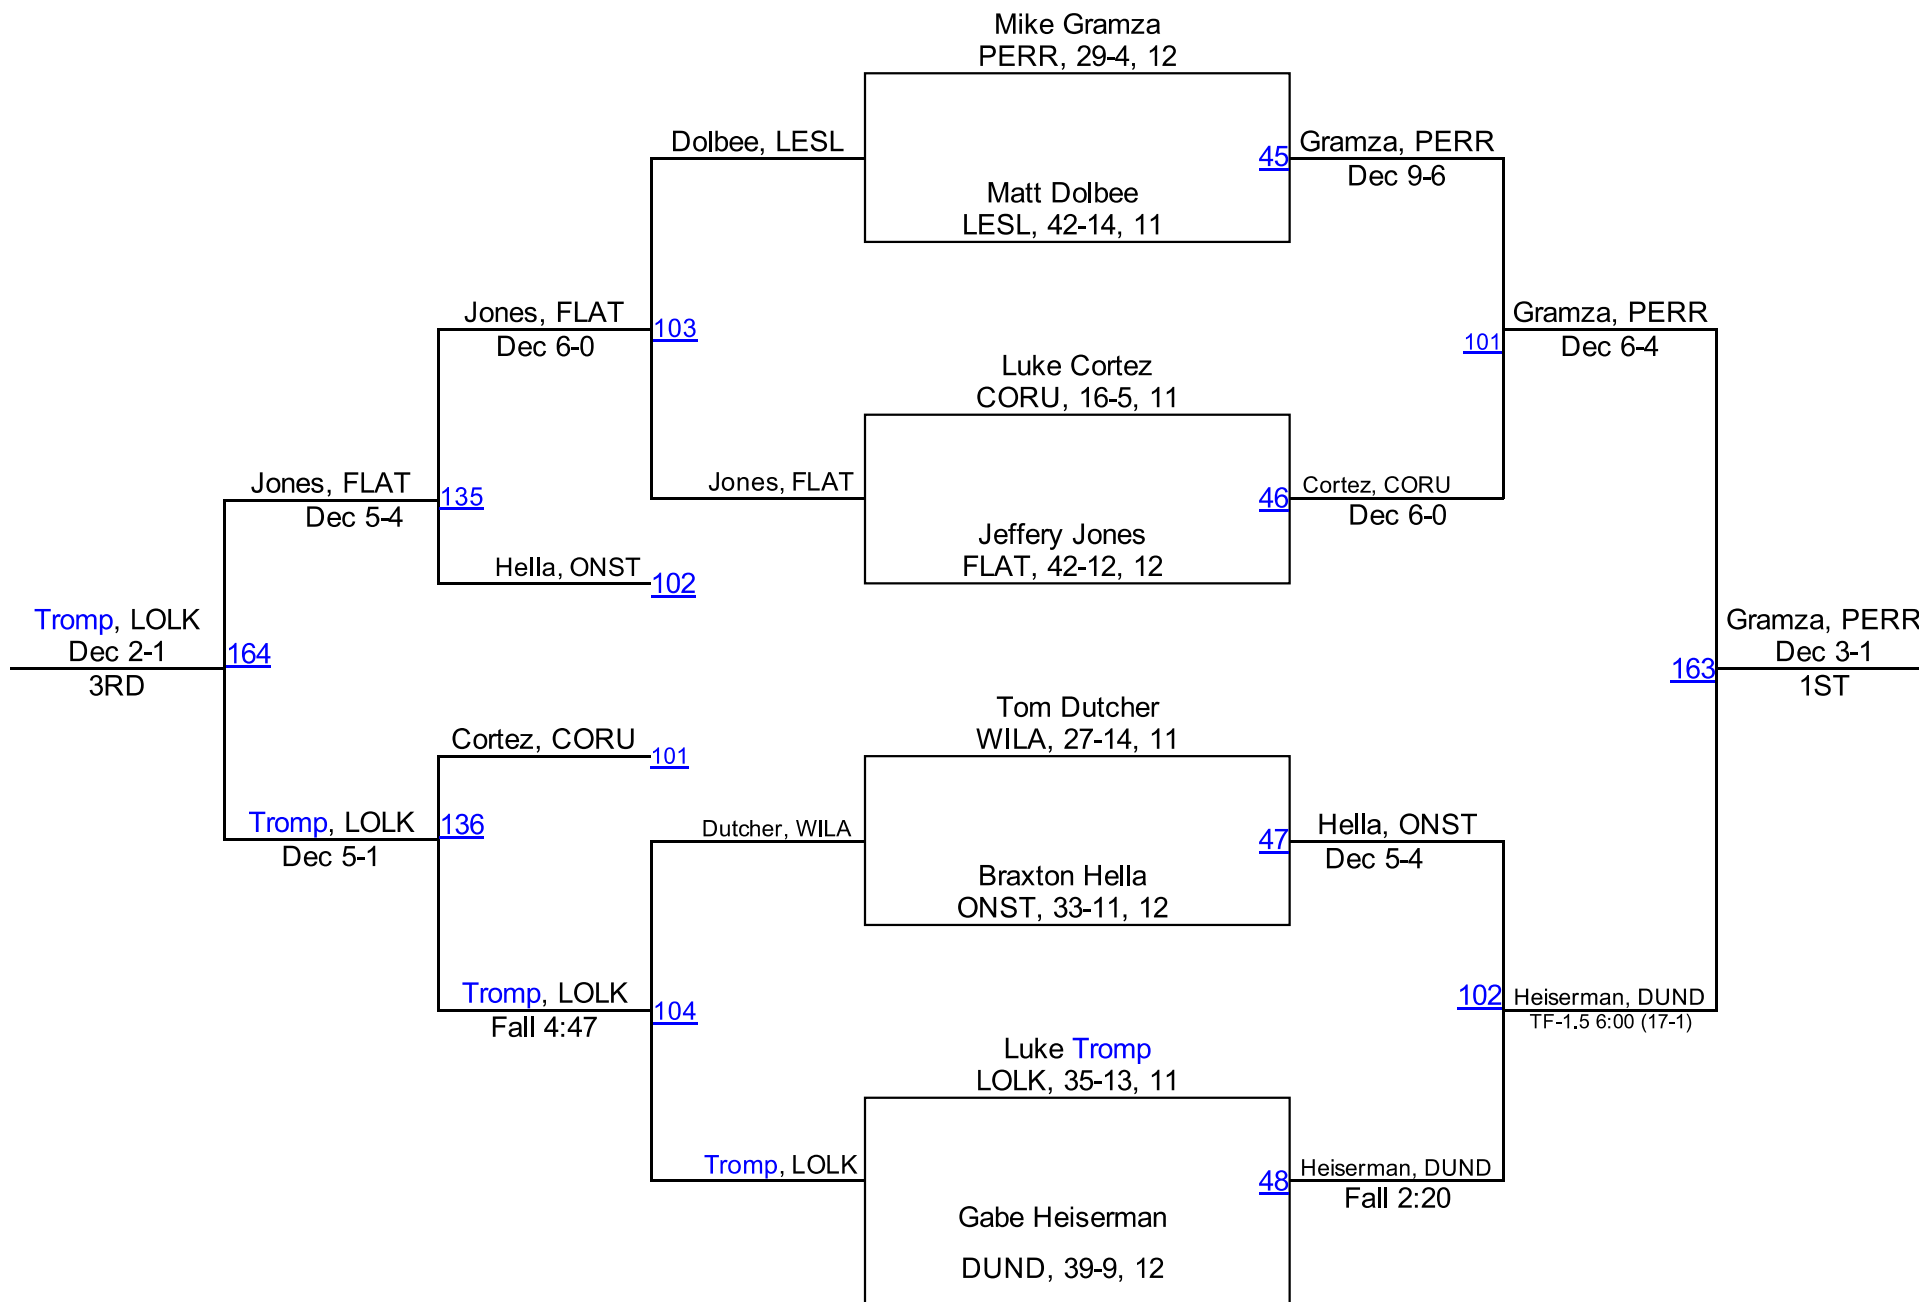 Mike Gramza
PERR, 29-4, 12
Dolbee, LESL
45
Gramza, PERR
Dec 9-6
Matt Dolbee
LESL, 42-14, 11
Jones, FLAT
Dec 6-0
103
Gramza, PERR
Dec 6-4
101
Luke Cortez
CORU, 16-5, 11
Jones, FLAT
Dec 5-4
135
Jones, FLAT
46
Cortez, CORU
Dec 6-0
Jeffery Jones
FLAT, 42-12, 12
Hella, ONST
102
Tromp, LOLK
Dec 2-1
3RD
164
163
Gramza, PERR
Dec 3-1
1ST
Tom Dutcher
WILA, 27-14, 11
Cortez, CORU
101
Tromp, LOLK
Dec 5-1
136
Dutcher, WILA
47
Hella, ONST
Dec 5-4
Braxton Hella
ONST, 33-11, 12
Tromp, LOLK
Fall 4:47
104
102
Heiserman, DUND
TF-1.5 6:00 (17-1)
Luke Tromp
LOLK, 35-13, 11
Tromp, LOLK
48
Heiserman, DUND
Fall 2:20
Gabe Heiserman
DUND, 39-9, 12